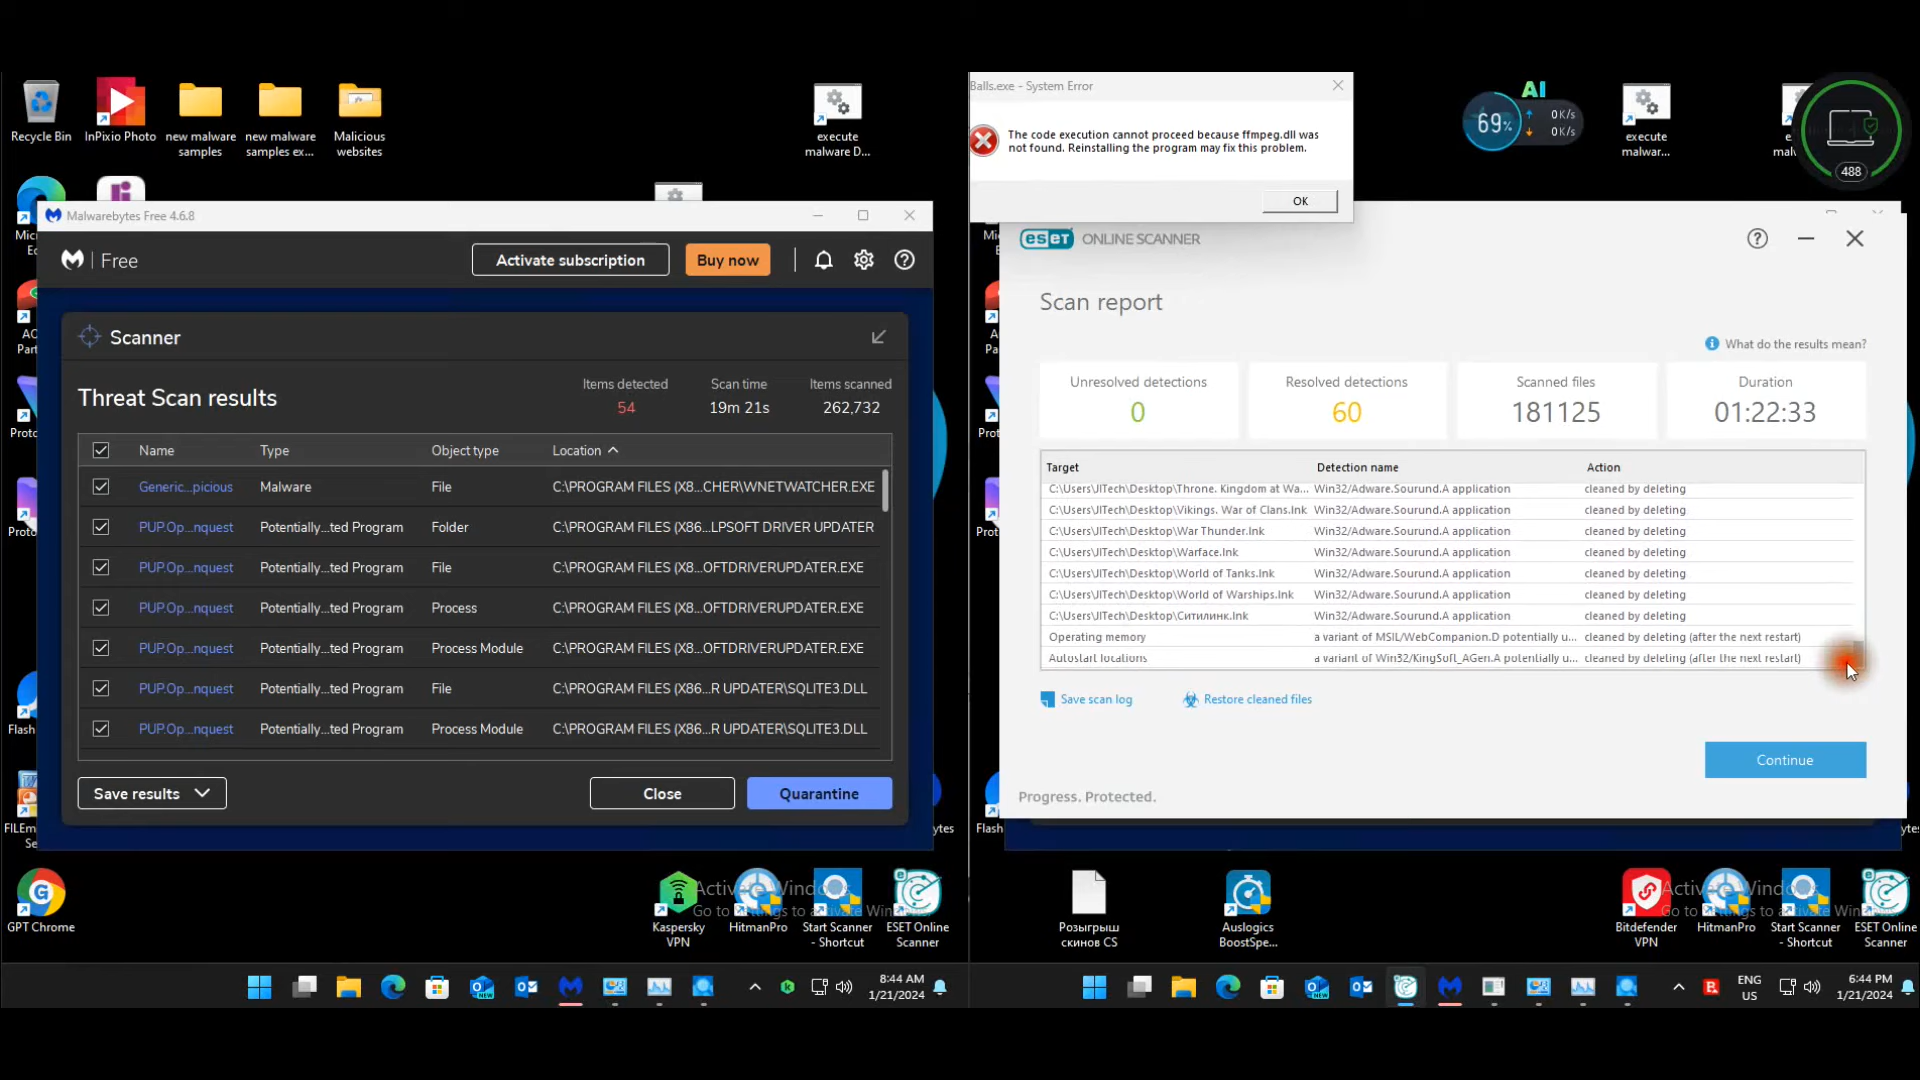 Recycle Bin
InPixio Photo
new malware
samples
new malware
samples ex...
Malicious
websites
execute
malware D...
Malwarebytes Free 4.6.8
Free
Activate subscription
Buy now
Scanner
Threat Scan results
Items detected
54
Scan time
19m 21s
Items scanned
262,732
Name Type Object type Location
Generic...picious Malware File C:\PROGRAM FILES (X8...CHER\WNETWATCHER.EXE
PUP.Op...nquest Potentially...ted Program Folder C:\PROGRAM FILES (X86...LPSOFT DRIVER UPDATER
PUP.Op...nquest Potentially...ted Program File C:\PROGRAM FILES (X8...OFTDRIVERUPDATER.EXE
PUP.Op...nquest Potentially...ted Program Process C:\PROGRAM FILES (X8...OFTDRIVERUPDATER.EXE
PUP.Op...nquest Potentially...ted Program Process Module C:\PROGRAM FILES (X8...OFTDRIVERUPDATER.EXE
PUP.Op...nquest Potentially...ted Program File C:\PROGRAM FILES (X86...R UPDATER\SQLITE3.DLL
PUP.Op...nquest Potentially...ted Program Process Module C:\PROGRAM FILES (X86...R UPDATER\SQLITE3.DLL
Save results
Close
Quarantine
GPT Chrome
Kaspersky
VPN
HitmanPro
Start Scanner
- Shortcut
ESET Online
Scanner
Activate Windows
8:44 AM
1/21/2024
Balls.exe - System Error
The code execution cannot proceed because ffmpeg.dll was
not found. Reinstalling the program may fix this problem.
OK
AI
69%
0K/s
0K/s
execute
malwar...
488
eset ONLINE SCANNER
Scan report
What do the results mean?
Unresolved detections
0
Resolved detections
60
Scanned files
181125
Duration
01:22:33
Target Detection name Action
C:\Users\JITech\Desktop\Throne. Kingdom at Wa... Win32/Adware.Sourund.A application cleaned by deleting
C:\Users\JITech\Desktop\Vikings. War of Clans.lnk Win32/Adware.Sourund.A application cleaned by deleting
C:\Users\JITech\Desktop\War Thunder.lnk Win32/Adware.Sourund.A application cleaned by deleting
C:\Users\JITech\Desktop\Warface.lnk Win32/Adware.Sourund.A application cleaned by deleting
C:\Users\JITech\Desktop\World of Tanks.lnk Win32/Adware.Sourund.A application cleaned by deleting
C:\Users\JITech\Desktop\World of Warships.lnk Win32/Adware.Sourund.A application cleaned by deleting
C:\Users\JITech\Desktop\Ситилинк.lnk Win32/Adware.Sourund.A application cleaned by deleting
Operating memory a variant of MSIL/WebCompanion.D potentially u... cleaned by deleting (after the next restart)
Autostart locations a variant of Win32/KingSoft_AGen.A potentially u... cleaned by deleting (after the next restart)
Save scan log
Restore cleaned files
Continue
Progress. Protected.
Розыгрыш
скинов CS
Auslogics
BoostSpe...
Bitdefender
VPN
HitmanPro
Start Scanner
- Shortcut
ESET Online
Scanner
Activate Windows
ENG
US
6:44 PM
1/21/2024